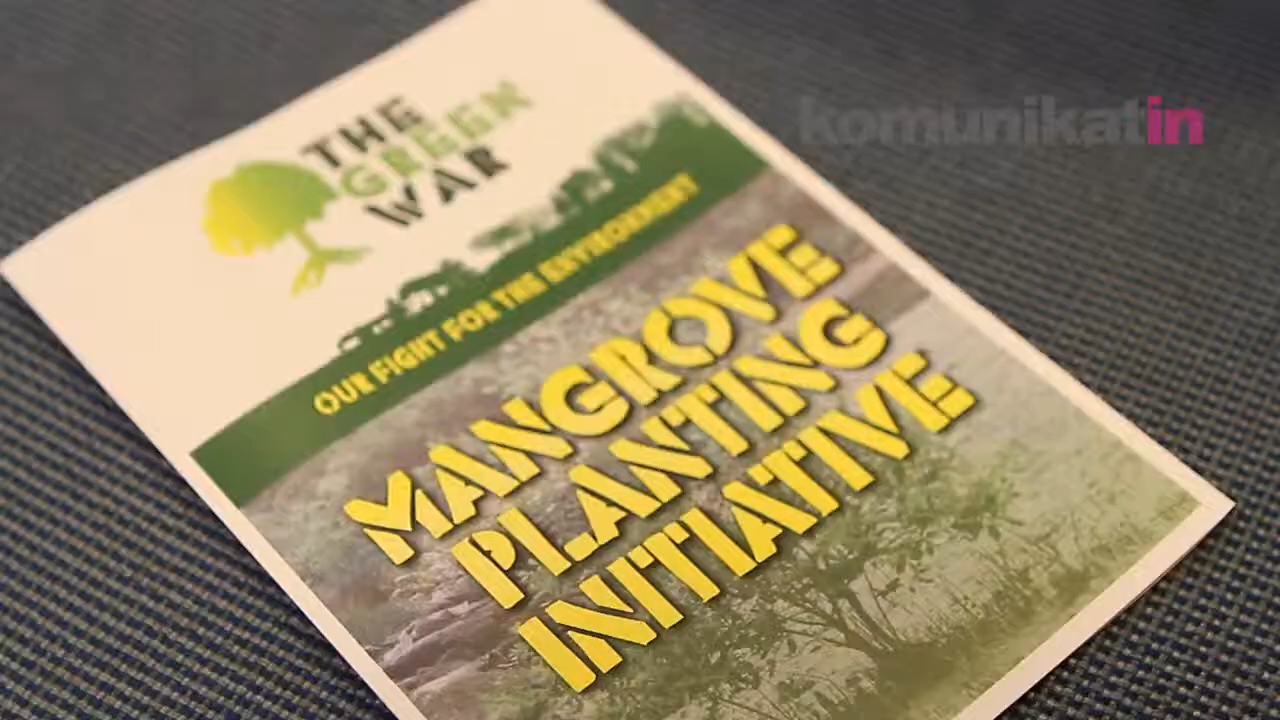 komunikatin
THE
GREEN
WAR
OUR FIGHT FOR THE ENVIRONMENT
MANGROVE
PLANTING
INITIATIVE